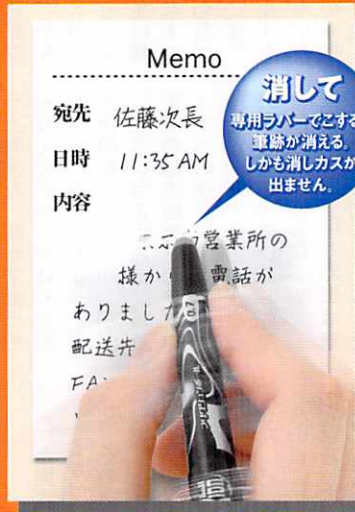 Memo
宛先 佐藤次長
日時 11:35 AM
内容
営業所の
様か 電話が
ありまし
配送先
FA
消して
専用ラバーでこする
筆跡が消える。
しかも消しカスが
出ません。